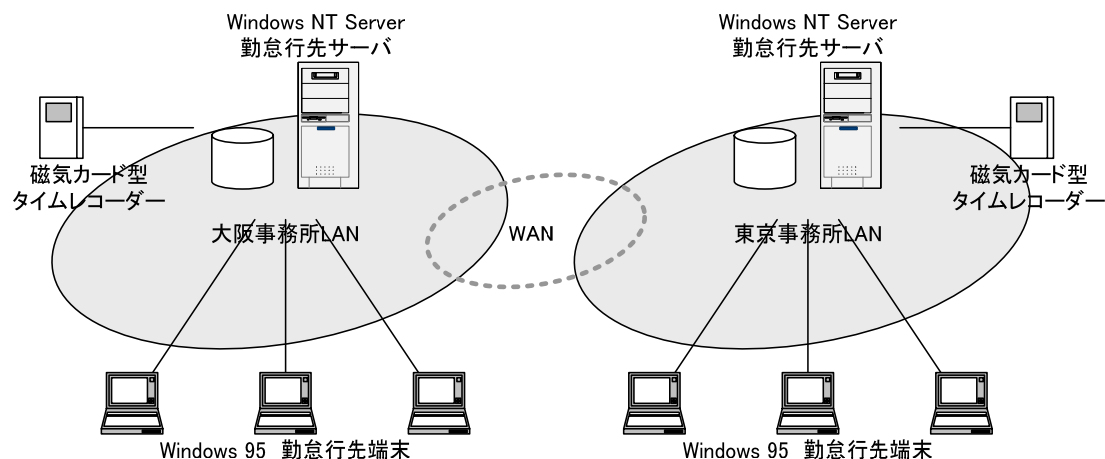 Windows NT Server
勤怠行先サーバ
Windows NT Server
勤怠行先サーバ
磁気カード型
タイムレコーダー
磁気カード型
タイムレコーダー
大阪事務所LAN
WAN
東京事務所LAN
Windows 95 勤怠行先端末
Windows 95 勤怠行先端末